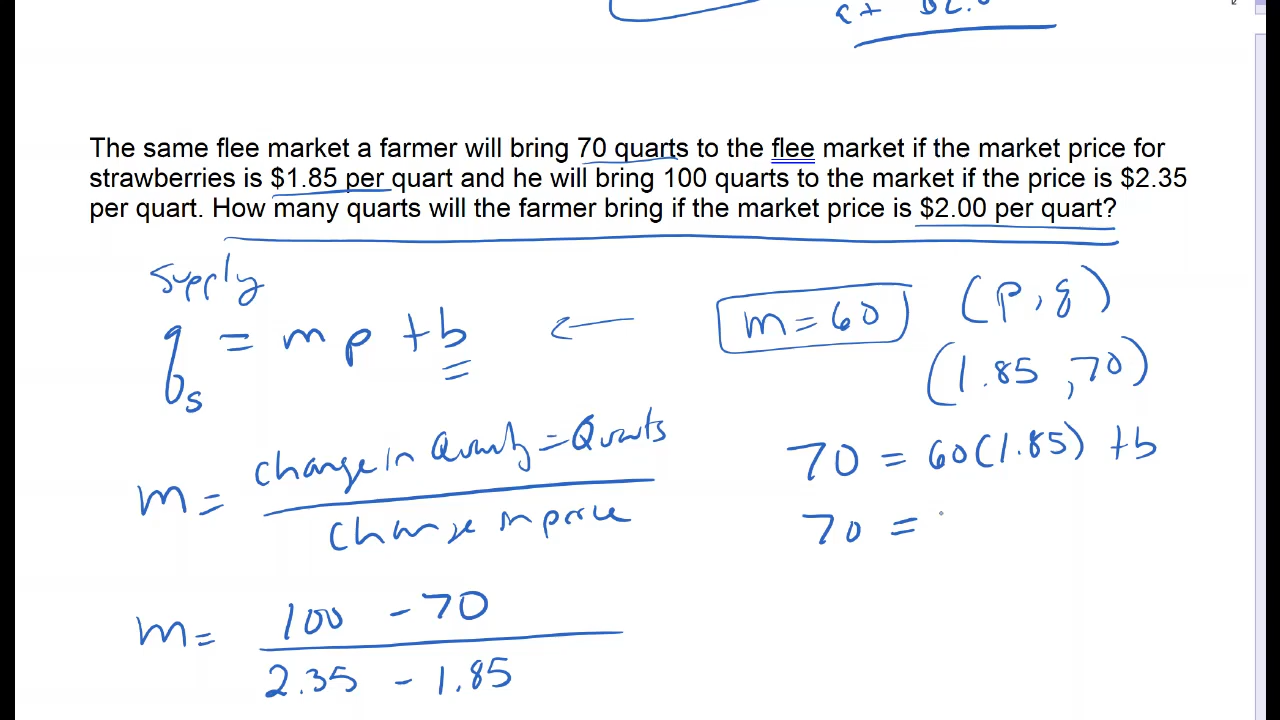 The same flee market a farmer will bring 70 quarts to the flee market if the market price for
strawberries is $1.85 per quart and he will bring 100 quarts to the market if the price is $2.35
per quart. How many quarts will the farmer bring if the market price is $2.00 per quart?
Supply
q_s = mp + b
m = 60
(p, q)
(1.85, 70)
m = change in Quantity = Quarts
change in price
70 = 60(1.85) + b
70 =
m = 100 - 70
2.35 - 1.85